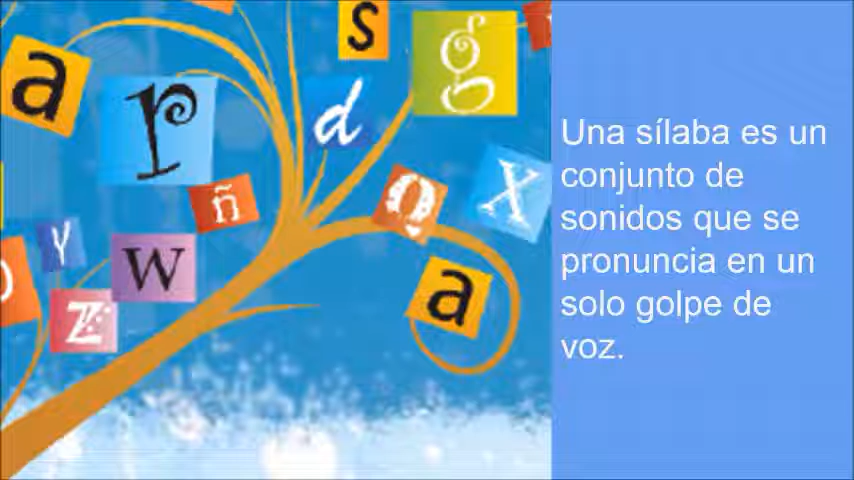 s
g
a
r
d
ñ
Q
X
Y
w
a
z
Una sílaba es un
conjunto de
sonidos que se
pronuncia en un
solo golpe de
voz.